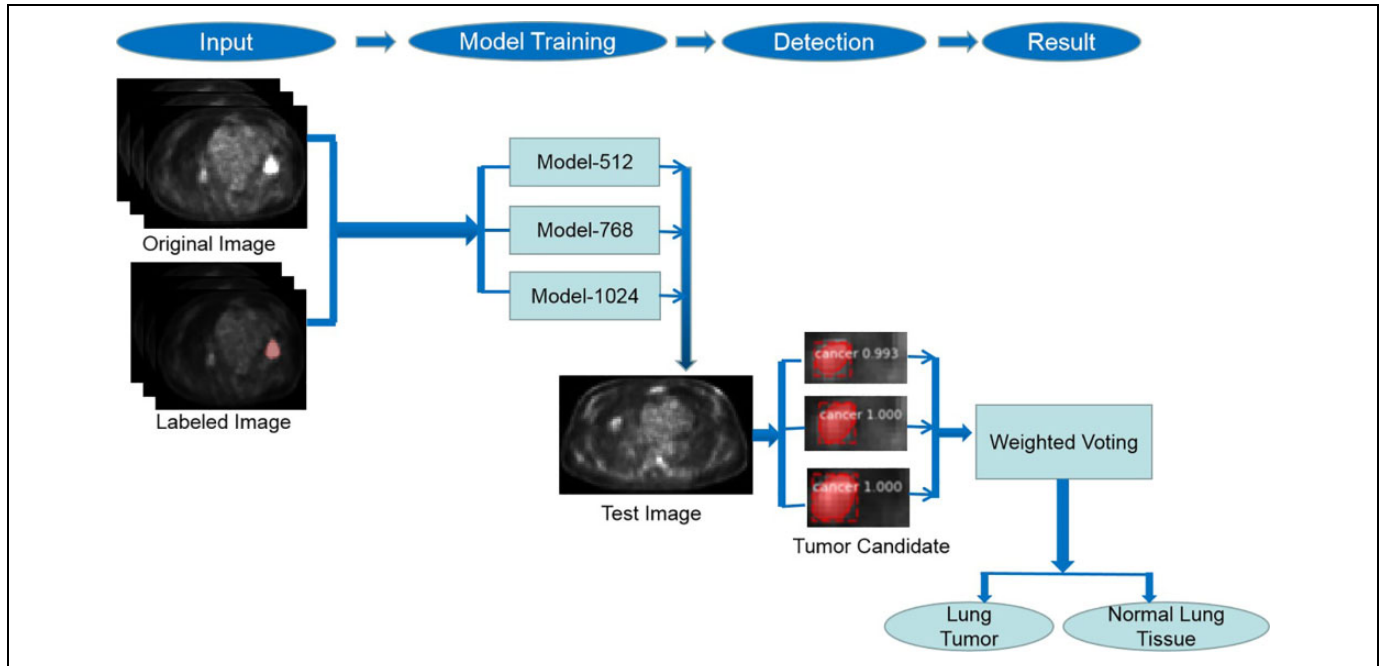 Input
Model Training
Detection
Result
Original Image
Labeled Image
Model-512
Model-768
Model-1024
Test Image
cancer 0.993
cancer 1.000
cancer 1.000
Tumor Candidate
Weighted Voting
Lung
Tumor
Normal Lung
Tissue